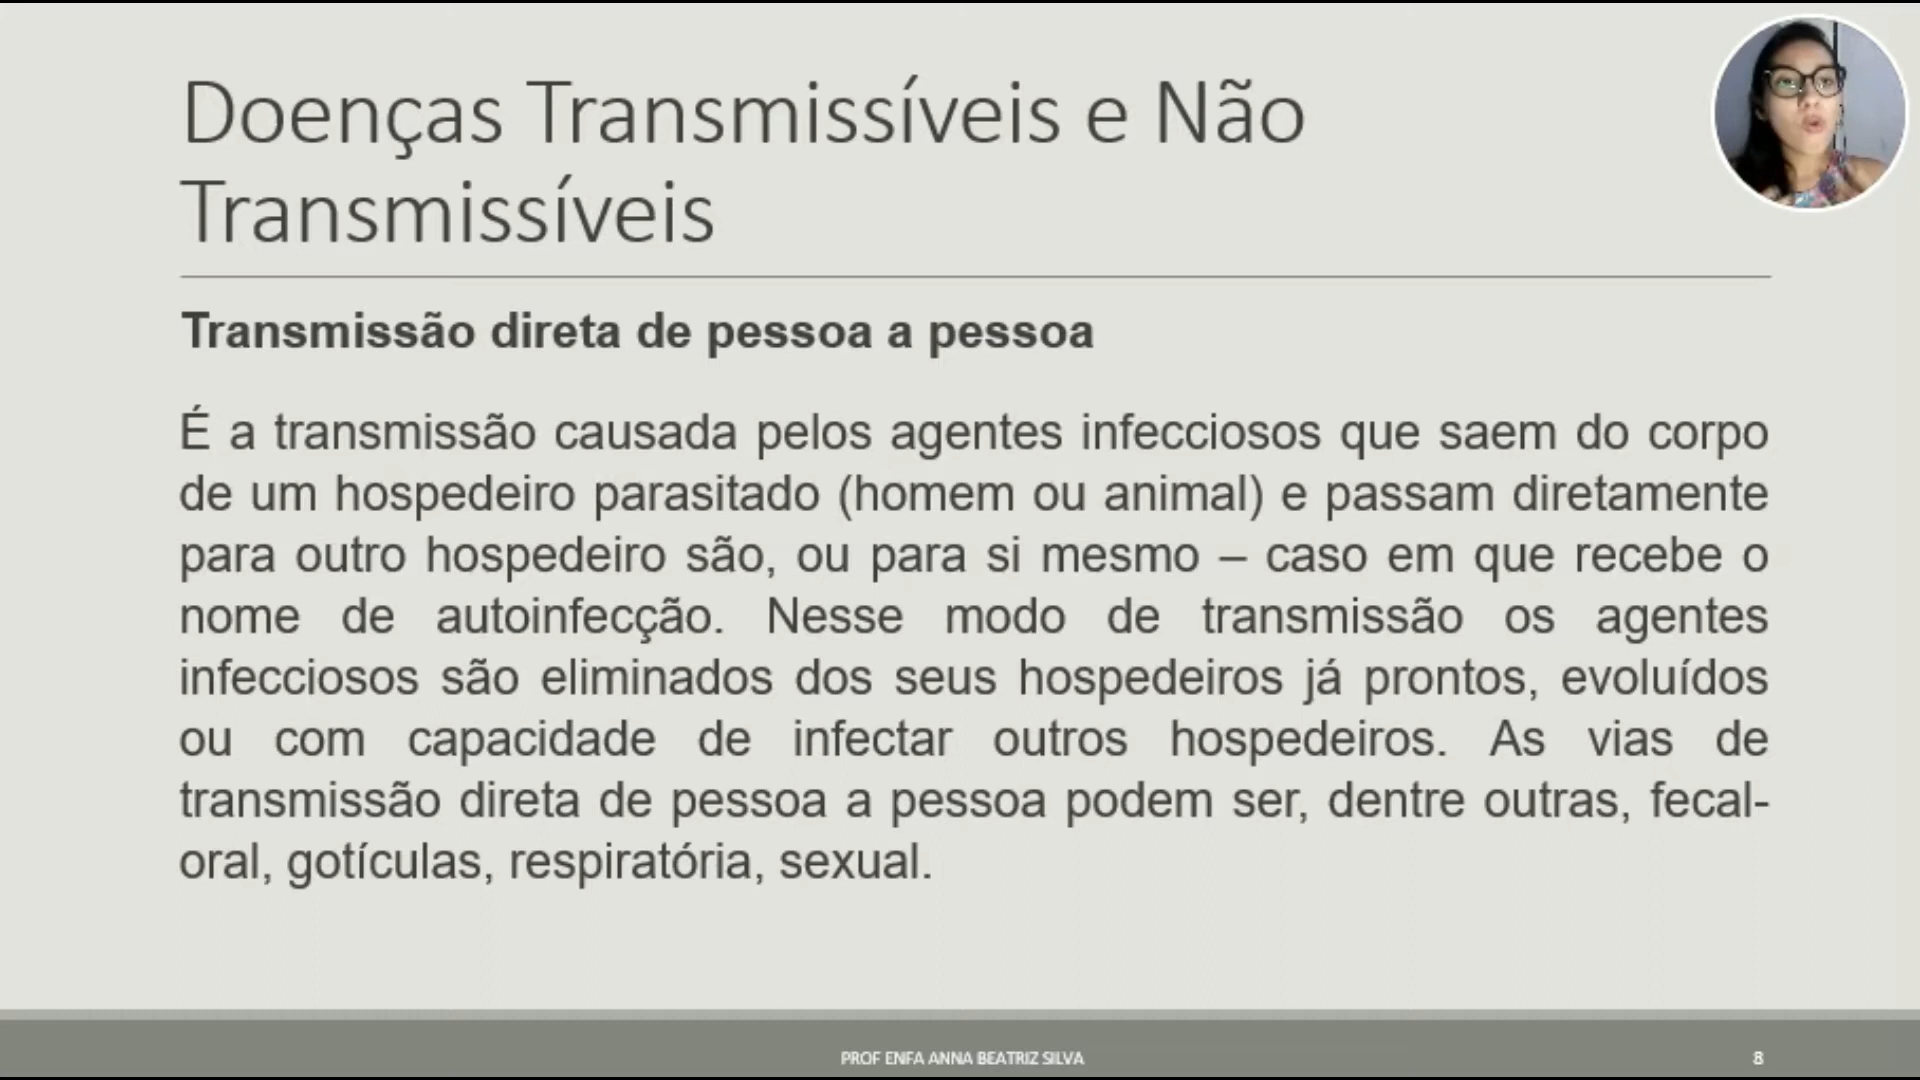 Doenças Transmissíveis e Não
Transmissíveis
Transmissão direta de pessoa a pessoa
É a transmissão causada pelos agentes infecciosos que saem do corpo
de um hospedeiro parasitado (homem ou animal) e passam diretamente
para outro hospedeiro são, ou para si mesmo – caso em que recebe o
nome de autoinfecção. Nesse modo de transmissão os agentes
infecciosos são eliminados dos seus hospedeiros já prontos, evoluídos
ou com capacidade de infectar outros hospedeiros. As vias de
transmissão direta de pessoa a pessoa podem ser, dentre outras, fecal-
oral, gotículas, respiratória, sexual.
PROF ENFA ANNA BEATRIZ SILVA
8